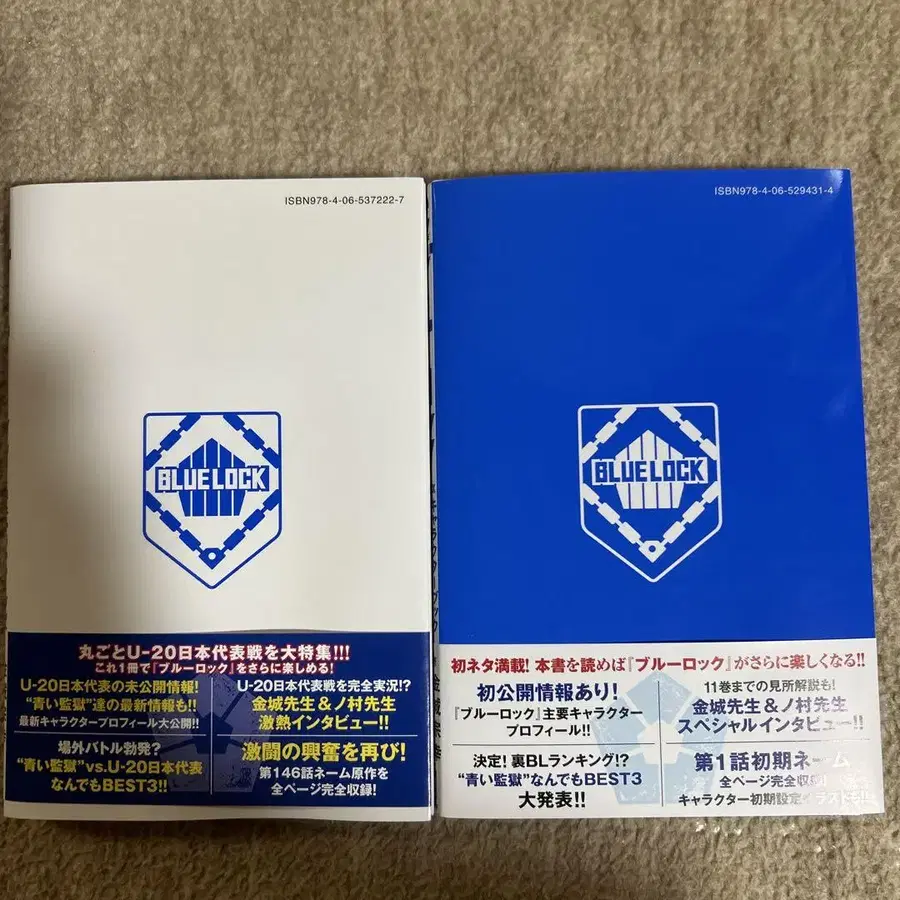 ISBN978-4-06-537222-7
BLUE LOCK
丸ごとU-20日本代表戦を大特集!!!
これ1冊で『ブルーロック』をさらに楽しめる!
U-20日本代表の未公開情報!
"青い監獄"達の最新情報も!!
最新キャラクタープロフィール大公開!!
U-20日本代表戦を完全実況!?
金城先生&ノ村先生
激熱インタビュー!!
場外バトル勃発?
"青い監獄"vs.U-20日本代表
なんでもBEST3!!
激闘の興奮を再び!
第146話ネーム原作を
全ページ完全収録!
ISBN978-4-06-529431-4
BLUE LOCK
初ネタ満載!本書を読めば『ブルーロック』がさらに楽しくなる!!
初公開情報あり!
『ブルーロック』主要キャラクター
プロフィール!!
11巻までの見所解説も!
金城先生&ノ村先生
スペシャルインタビュー!!
決定!裏BLランキング!?
"青い監獄"なんでもBEST3
大発表!!
第1話初期ネーム
全ページ完全収録
キャラクター初期設定イラストも!!